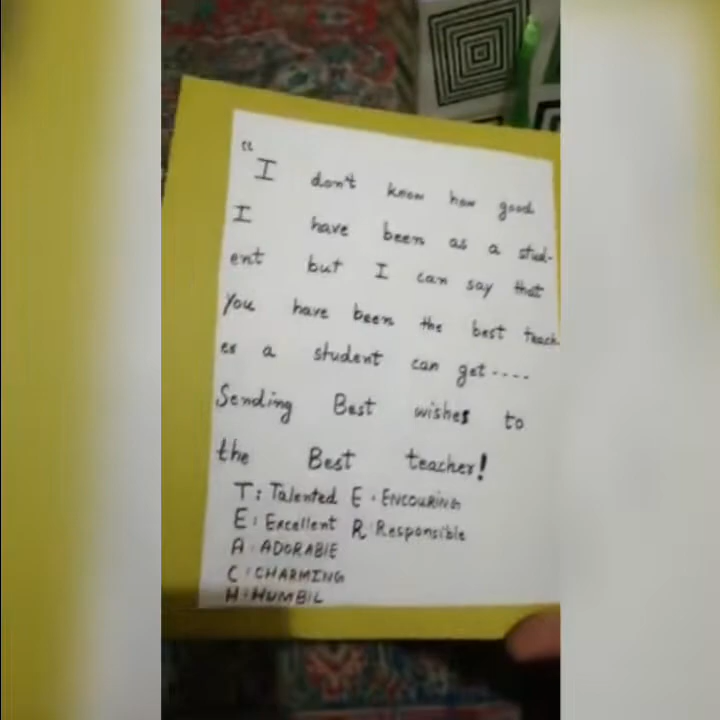 "I don't know how good
I have been as a stud-
ent but I can say that
You have been the best teach
er a student can get----
Sending Best wishes to
the Best teacher!
T: Talented E: ENCOURING
E: Excellent R: Responsible
A: ADORABIE
C: CHARMING
H: HUMBIL